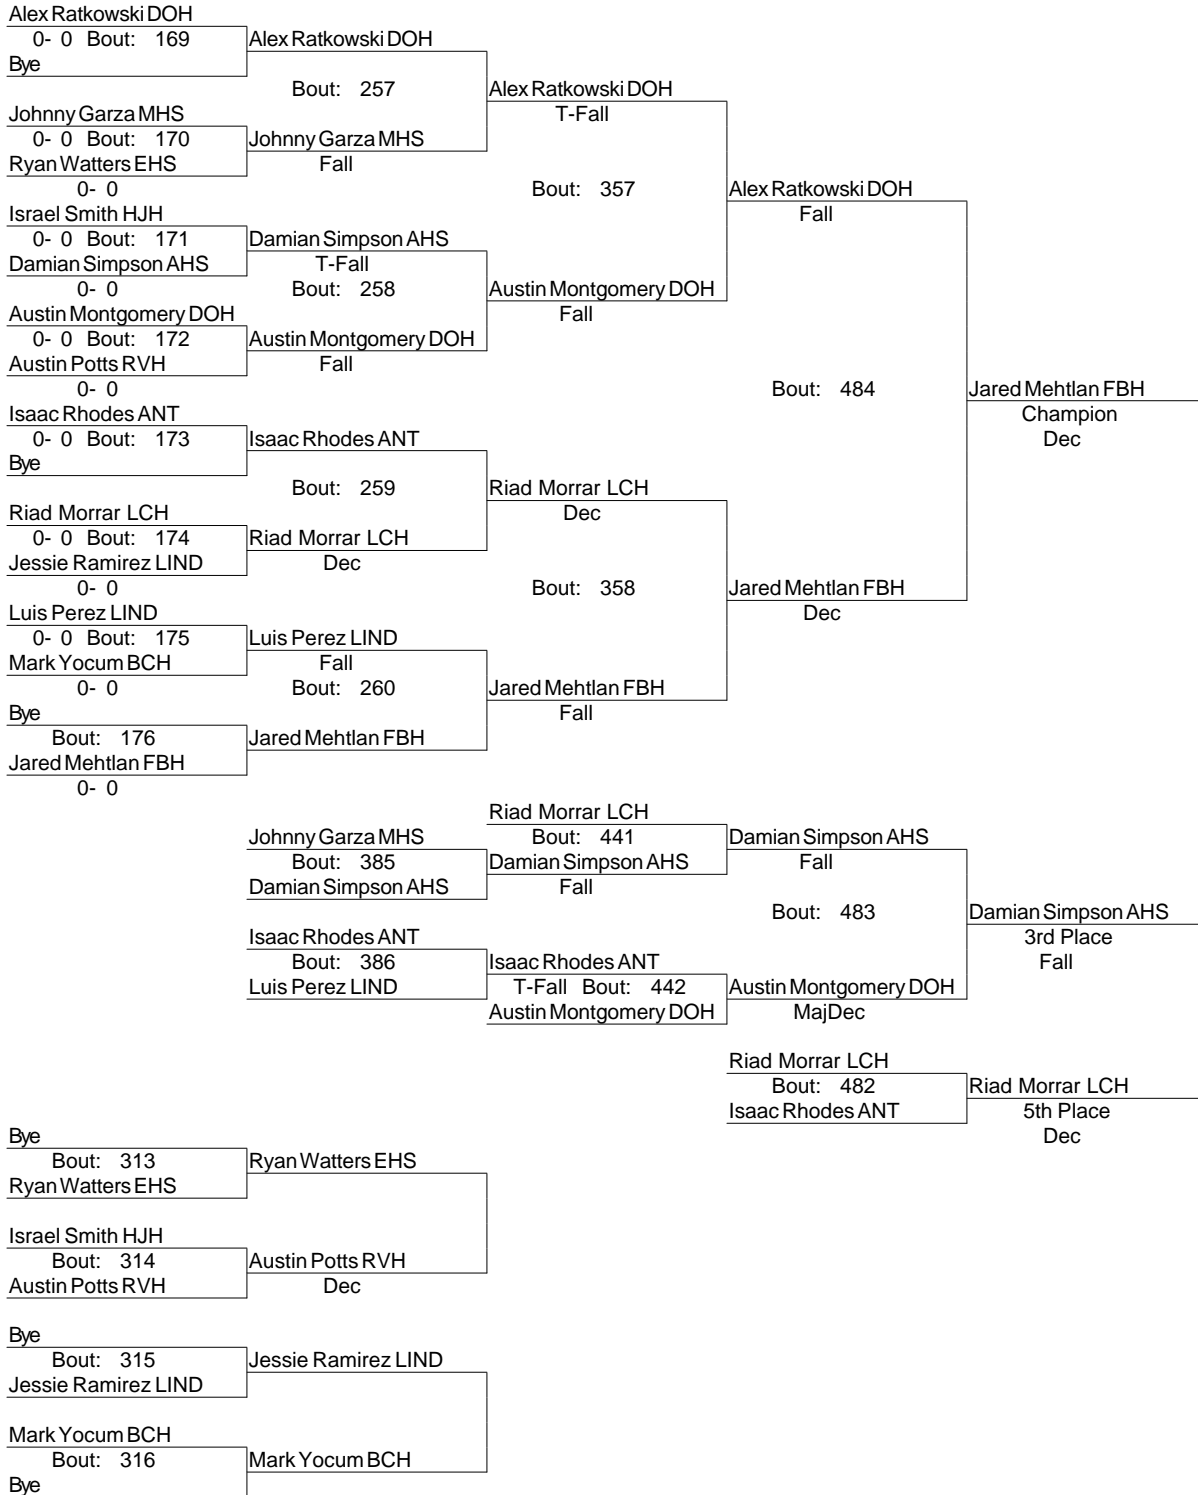 Alex Ratkowski DOH
0- 0 Bout: 169 Alex Ratkowski DOH
Bye
Bout: 257 Alex Ratkowski DOH
Johnny Garza MHS T-Fall
0- 0 Bout: 170 Johnny Garza MHS
Ryan Watters EHS Fall
0- 0 Bout: 357 Alex Ratkowski DOH
Israel Smith HJH Fall
0- 0 Bout: 171 Damian Simpson AHS
Damian Simpson AHS T-Fall
0- 0 Bout: 258 Austin Montgomery DOH
Austin Montgomery DOH Fall
0- 0 Bout: 172 Austin Montgomery DOH
Austin Potts RVH Fall
0- 0 Bout: 484 Jared Mehtlan FBH
Isaac Rhodes ANT Champion
0- 0 Bout: 173 Isaac Rhodes ANT Dec
Bye
Bout: 259 Riad Morrar LCH
Riad Morrar LCH Dec
0- 0 Bout: 174 Riad Morrar LCH
Jessie Ramirez LIND Dec
0- 0 Bout: 358 Jared Mehtlan FBH
Luis Perez LIND Dec
0- 0 Bout: 175 Luis Perez LIND
Mark Yocum BCH Fall
0- 0 Bout: 260 Jared Mehtlan FBH
Bye Fall
Bout: 176 Jared Mehtlan FBH
Jared Mehtlan FBH
0- 0
Riad Morrar LCH
Johnny Garza MHS Bout: 441 Damian Simpson AHS
Bout: 385 Damian Simpson AHS Fall
Damian Simpson AHS Fall
Bout: 483 Damian Simpson AHS
Isaac Rhodes ANT 3rd Place
Bout: 386 Isaac Rhodes ANT Fall
Luis Perez LIND T-Fall Bout: 442 Austin Montgomery DOH
Austin Montgomery DOH MajDec
Riad Morrar LCH
Bout: 482 Riad Morrar LCH
Isaac Rhodes ANT 5th Place
Bye Dec
Bout: 313 Ryan Watters EHS
Ryan Watters EHS
Israel Smith HJH
Bout: 314 Austin Potts RVH
Austin Potts RVH Dec
Bye
Bout: 315 Jessie Ramirez LIND
Jessie Ramirez LIND
Mark Yocum BCH
Bout: 316 Mark Yocum BCH
Bye